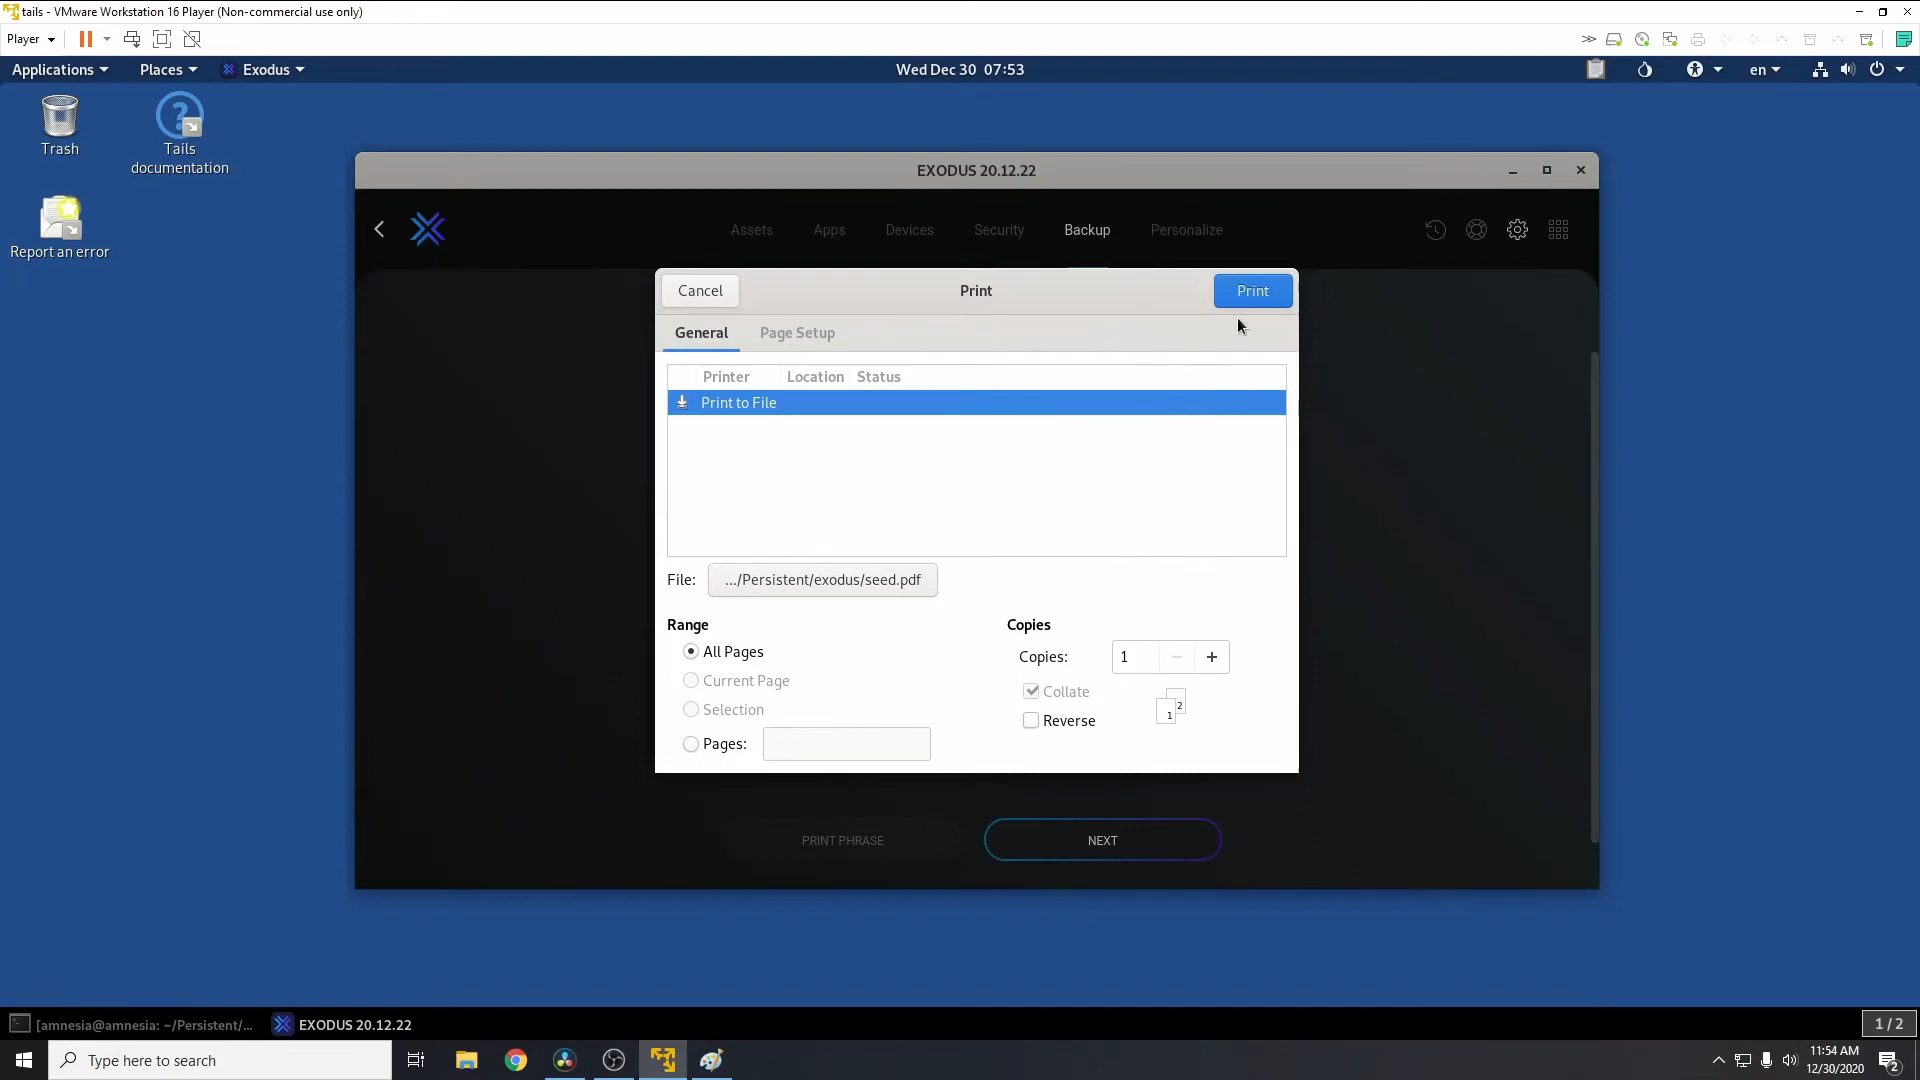 tails - VMware Workstation 16 Player (Non-commercial use only)
Player
Applications Places Exodus Wed Dec 30 07:53 en
Trash
Tails
documentation
Report an error
EXODUS 20.12.22
Assets Apps Devices Security Backup Personalize
Cancel Print Print
General Page Setup
Printer Location Status
Print to File
File: .../Persistent/exodus/seed.pdf
Range Copies
All Pages Copies: 1
Current Page Collate
Selection Reverse
1 2
Pages:
PRINT PHRASE NEXT
[amnesia@amnesia: ~/Persistent/... EXODUS 20.12.22 1 / 2
Type here to search
11:54 AM
12/30/2020
2